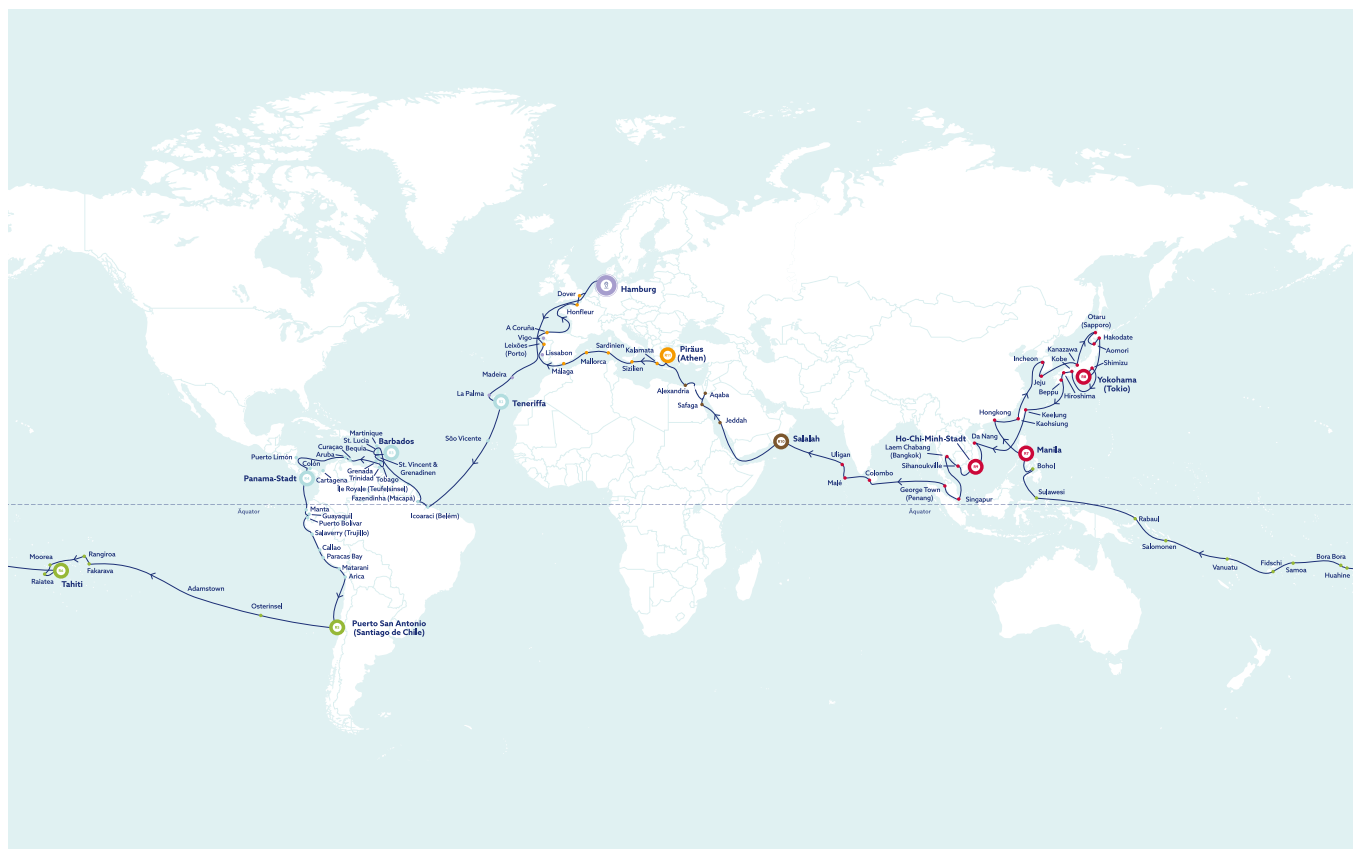 Hamburg
Dover
Honfleur
A Coruña
Vigo
Leixões
(Porto)
Lissabon
Málaga
Mallorca
Sardinien
Sizilien
Kalamata
Piräus
(Athen)
Madeira
La Palma
Teneriffa
São Vicente
Alexandria
Aqaba
Safaga
Jeddah
Salalah
Martinique
St. Lucia
Bequia
Barbados
Curaçao
Aruba
Puerto Limón
Colón
Cartagena
Grenada
Trinidad
Tobago
St. Vincent &
Grenadinen
Panama-Stadt
Île Royale (Teufelsinsel)
Fazendinha (Macapá)
Icoaraci (Belém)
Äquator
Manta
Guayaquil
Puerto Bolivar
Salaverry (Trujillo)
Callao
Paracas Bay
Matarani
Arica
Puerto San Antonio
(Santiago de Chile)
Osterinsel
Adamstown
Rangiroa
Fakarava
Moorea
Raiatea
Tahiti
Otaru
(Sapporo)
Hakodate
Aomori
Kanazawa
Kobe
Shimizu
Incheon
Jeju
Beppu
Hiroshima
Yokohama
(Tokio)
Hongkong
Keelung
Kaohsiung
Ho-Chi-Minh-Stadt
Da Nang
Laem Chabang
(Bangkok)
Sihanoukville
Manila
Bohol
Uligan
Malé
Colombo
George Town
(Penang)
Singapur
Sulawesi
Äquator
Rabaul
Salomonen
Vanuatu
Fidschi
Samoa
Bora Bora
Huahine